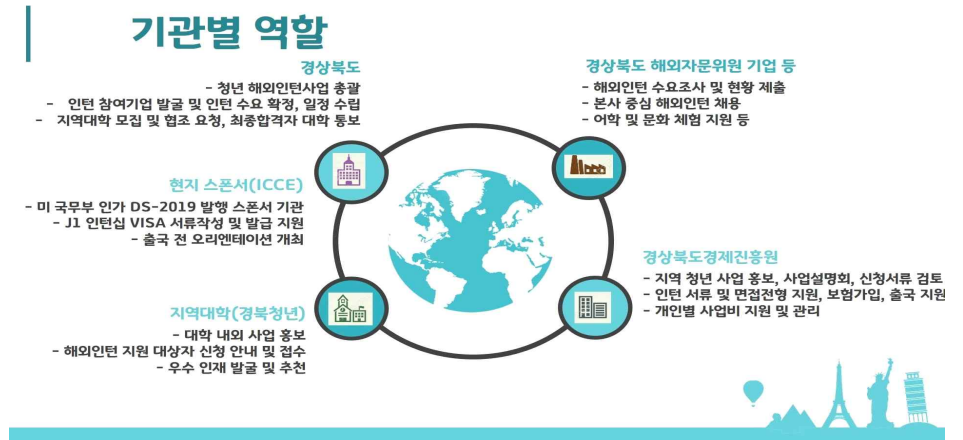 기관별 역할
경상북도
- 청년 해외인턴사업 총괄
- 인턴 참여기업 발굴 및 인턴 수요 확정, 일정 수립
- 지역대학 모집 및 협조 요청, 최종합격자 대학 통보
경상북도 해외자문위원 기업 등
- 해외인턴 수요조사 및 현황 제출
- 본사 중심 해외인턴 채용
- 어학 및 문화 체험 지원 등
현지 스폰서(ICCE)
- 미 국무부 인가 DS-2019 발행 스폰서 기관
- J1 인턴십 VISA 서류작성 및 발급 지원
- 출국 전 오리엔테이션 개최
경상북도경제진흥원
- 지역 청년 사업 홍보, 사업설명회, 신청서류 검토
- 인턴 서류 및 면접전형 지원, 보험가입, 출국 지원
- 개인별 사업비 지원 및 관리
지역대학(경북청년)
- 대학 내외 사업 홍보
- 해외인턴 지원 대상자 신청 안내 및 접수
- 우수 인재 발굴 및 추천